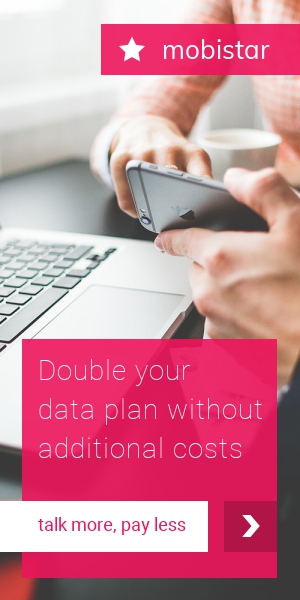 mobistar
Double your
data plan without
additional costs
talk more, pay less